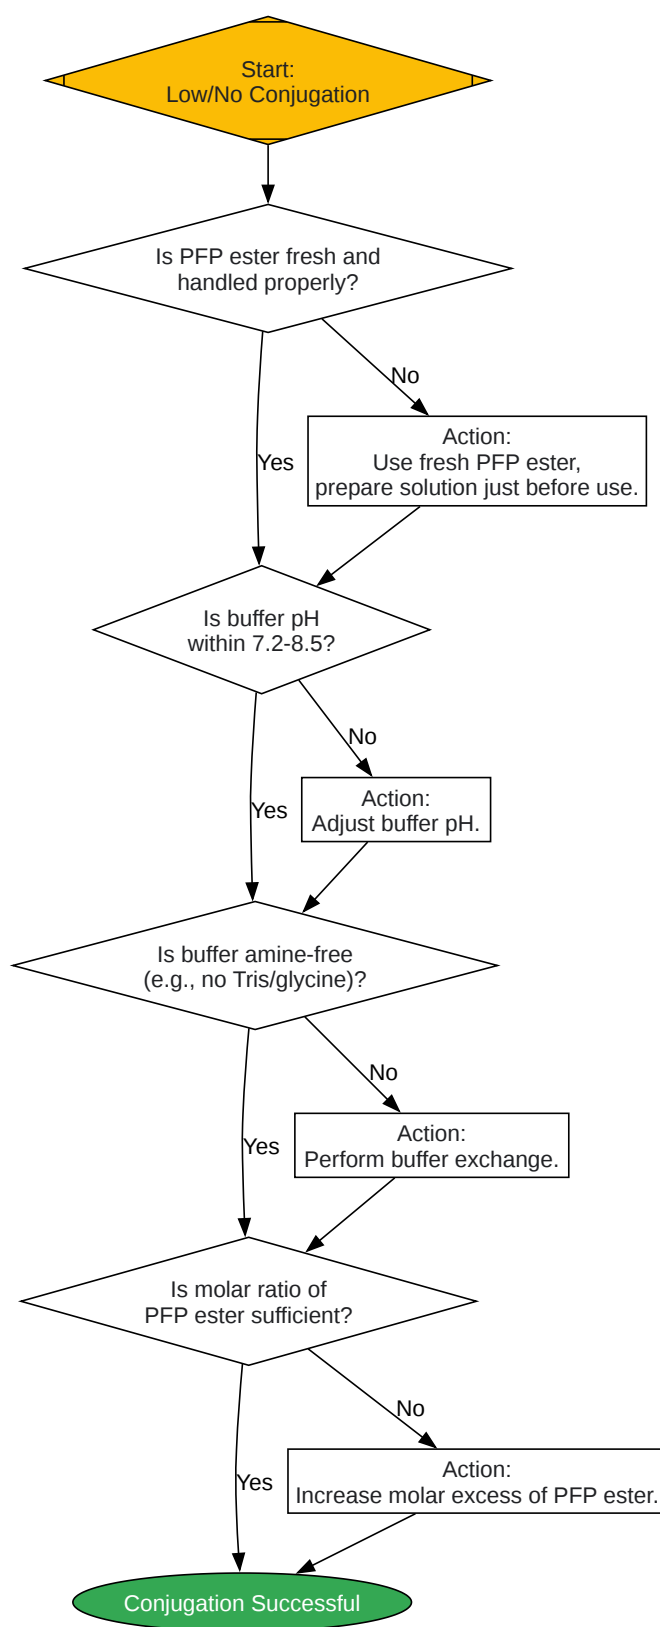 Start:
Low/No Conjugation
Is PFP ester fresh and
handled properly?
No
Action:
Use fresh PFP ester,
prepare solution just before use.
Yes
Is buffer pH
within 7.2-8.5?
No
Action:
Adjust buffer pH.
Yes
Is buffer amine-free
(e.g., no Tris/glycine)?
No
Action:
Perform buffer exchange.
Yes
Is molar ratio of
PFP ester sufficient?
No
Action:
Increase molar excess of PFP ester.
Yes
Conjugation Successful